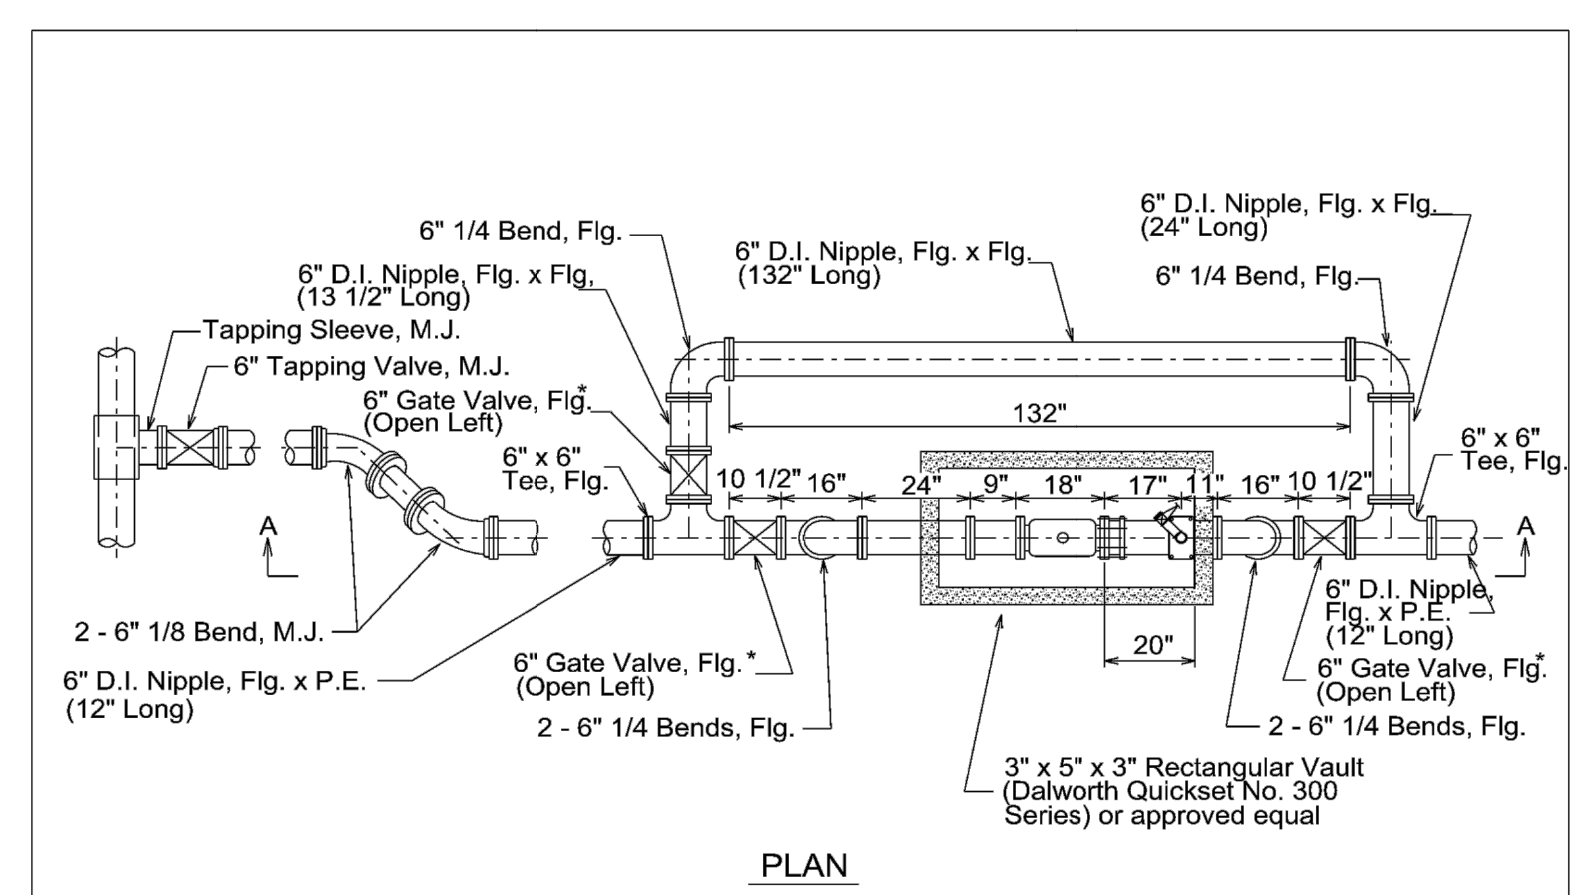 6" 1/4 Bend, Flg.
6" D.I. Nipple, Flg. x Flg,
(13 1/2" Long)
Tapping Sleeve, M.J.
6" Tapping Valve, M.J.
6" Gate Valve, Flg.*
(Open Left)
6" x 6"
Tee, Flg.
6" D.I. Nipple, Flg. x Flg.
(132" Long)
6" D.I. Nipple, Flg. x Flg.
(24" Long)
6" 1/4 Bend, Flg.
132"
6" x 6"
Tee, Flg.
10 1/2"
16"
24"
9"
18"
17"
11"
16"
10 1/2"
A
A
2 - 6" 1/8 Bend, M.J.
6" D.I. Nipple, Flg. x P.E.
(12" Long)
6" Gate Valve, Flg.*
(Open Left)
2 - 6" 1/4 Bends, Flg.
20"
6" D.I. Nipple,
Flg. x P.E.
(12" Long)
6" Gate Valve, Flg.*
(Open Left)
2 - 6" 1/4 Bends, Flg.
3" x 5" x 3" Rectangular Vault
(Dalworth Quickset No. 300
Series) or approved equal
PLAN